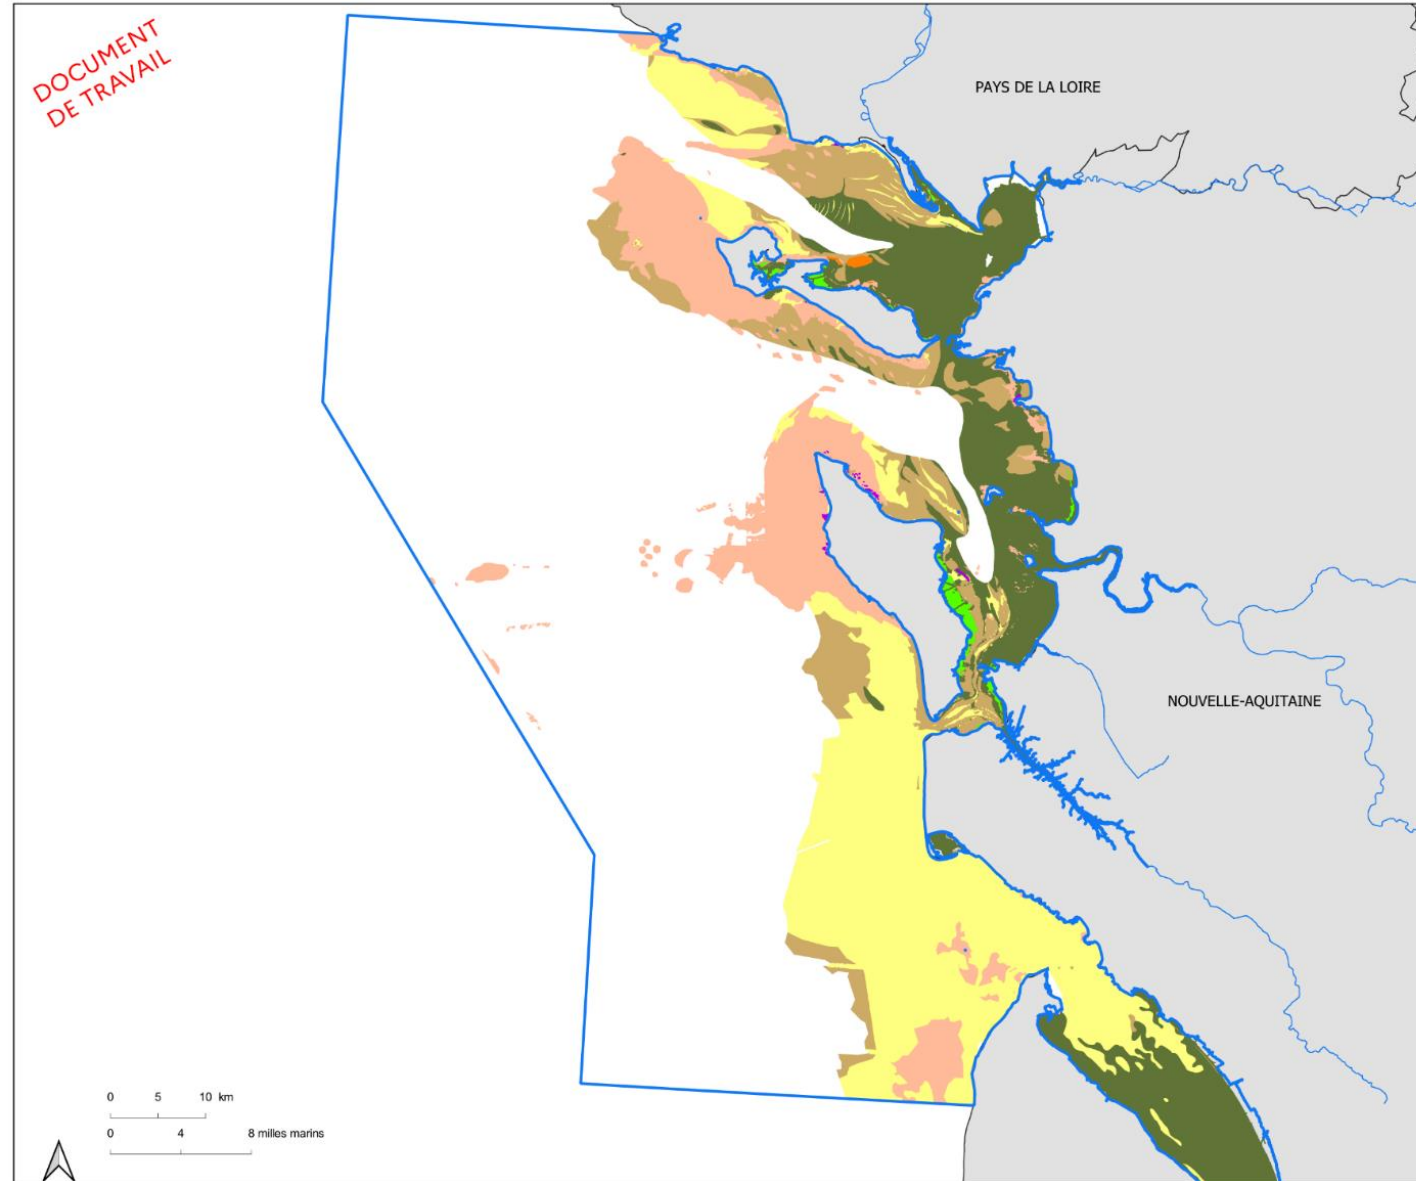 DOCUMENT
DE TRAVAIL
PAYS DE LA LOIRE
NOUVELLE-AQUITAINE
0 5 10 km
0 4 8 milles marins